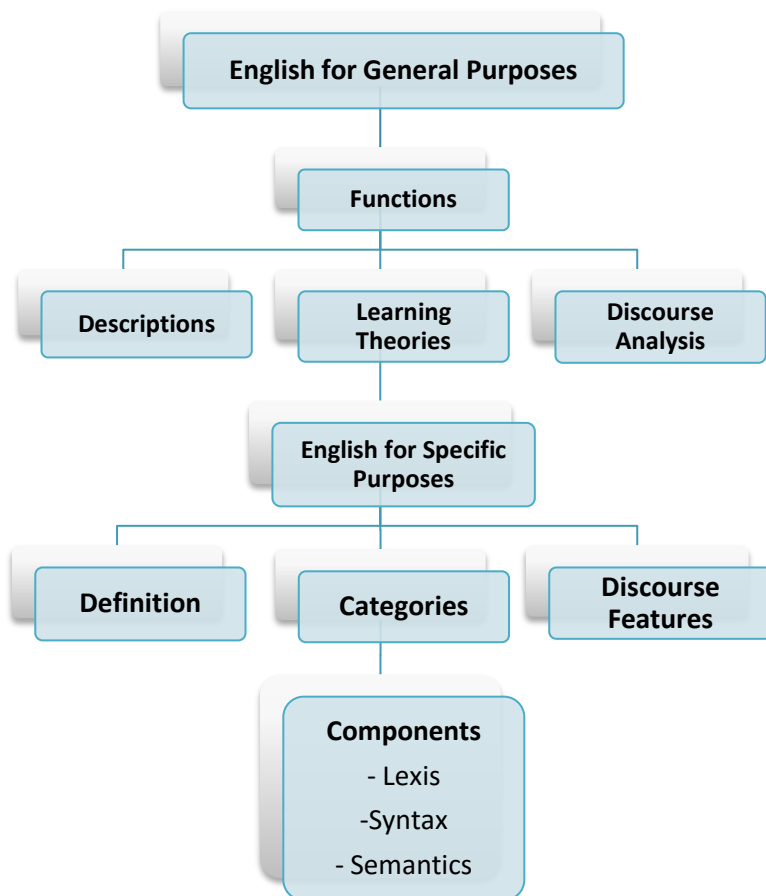 English for General Purposes
Functions
Descriptions
Learning
Theories
Discourse
Analysis
English for Specific
Purposes
Definition
Categories
Discourse
Features
Components
- Lexis
-Syntax
- Semantics